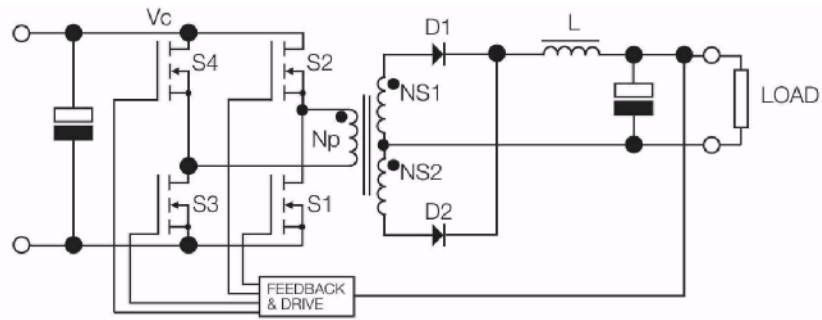 Vc
D1
L
S4
S2
NS1
LOAD
Np
NS2
S3
S1
D2
FEEDBACK
& DRIVE